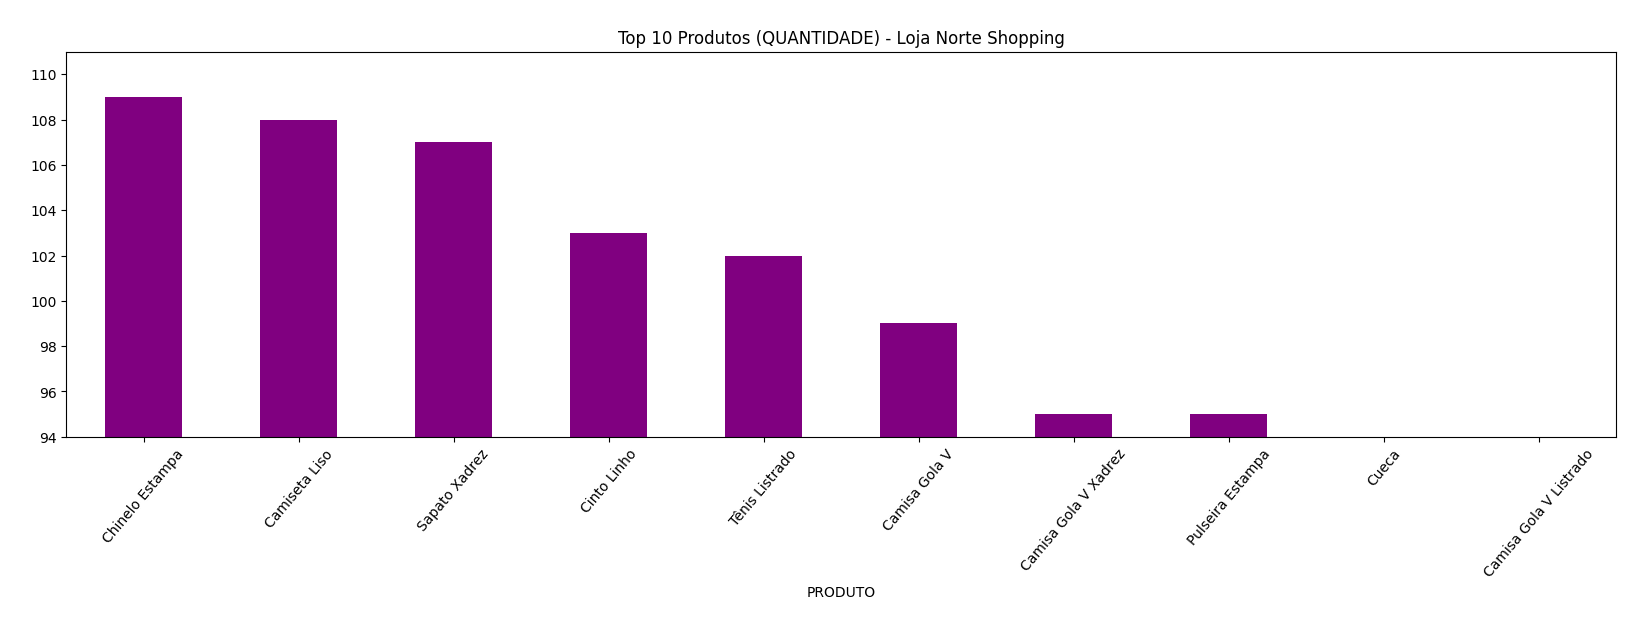 Top 10 Produtos (QUANTIDADE) - Loja Norte Shopping
110
108
106
104
102
100
98
96
94
Chinelo Estampa
Camiseta Liso
Sapato Xadrez
Cinto Linho
Tênis Listrado
Camisa Gola V
Camisa Gola V Xadrez
Pulseira Estampa
Cueca
Camisa Gola V Listrado
PRODUTO